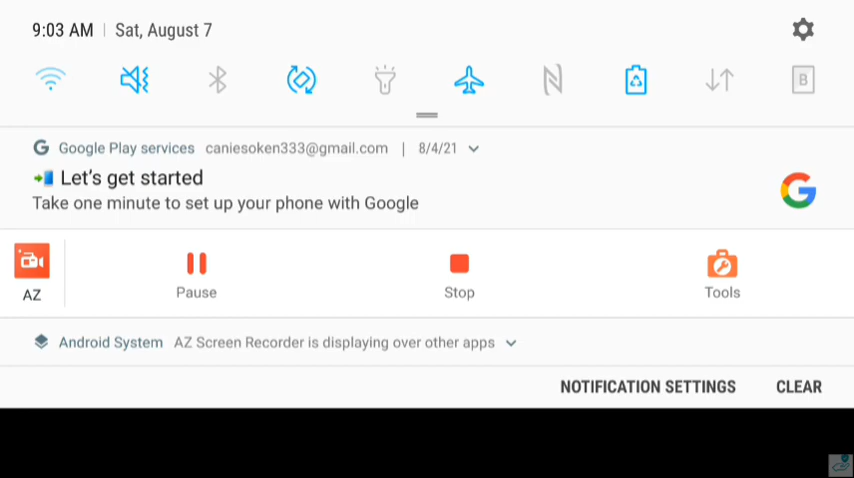 9:03 AM | Sat, August 7
B
Google Play services caniesoken333@gmail.com | 8/4/21
Let's get started
Take one minute to set up your phone with Google
AZ
Pause
Stop
Tools
Android System AZ Screen Recorder is displaying over other apps
NOTIFICATION SETTINGS CLEAR